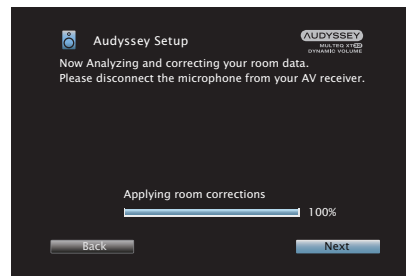 Audyssey Setup
AUDYSSEY
MULTEQ XT32
DYNAMIC VOLUME
Now Analyzing and correcting your room data.
Please disconnect the microphone from your AV receiver.
Applying room corrections
100%
Back
Next